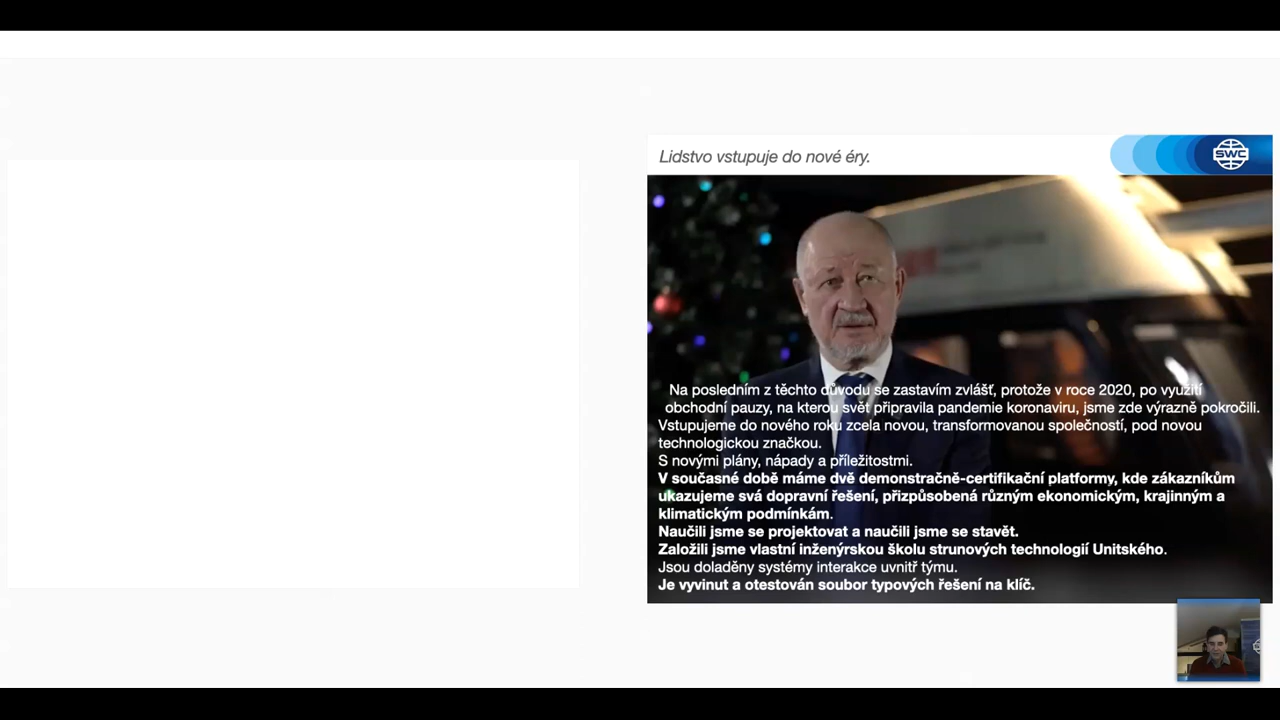 Lidstvo vstupuje do nové éry.
SWC
Na posledním z těchto důvodu se zastavím zvlášť, protože v roce 2020, po využití
obchodní pauzy, na kterou svět připravila pandemie koronaviru, jsme zde výrazně pokročili.
Vstupujeme do nového roku zcela novou, transformovanou společností, pod novou
technologickou značkou.
S novými plány, nápady a příležitostmi.
V současné době máme dvě demonstračně-certifikační platformy, kde zákazníkům
ukazujeme svá dopravní řešení, přizpůsobená různým ekonomickým, krajinným a
klimatickým podmínkám.
Naučili jsme se projektovat a naučili jsme se stavět.
Založili jsme vlastní inženýrskou školu strunových technologií Unitského.
Jsou doladěny systémy interakce uvnitř týmu.
Je vyvinut a otestován soubor typových řešení na klíč.